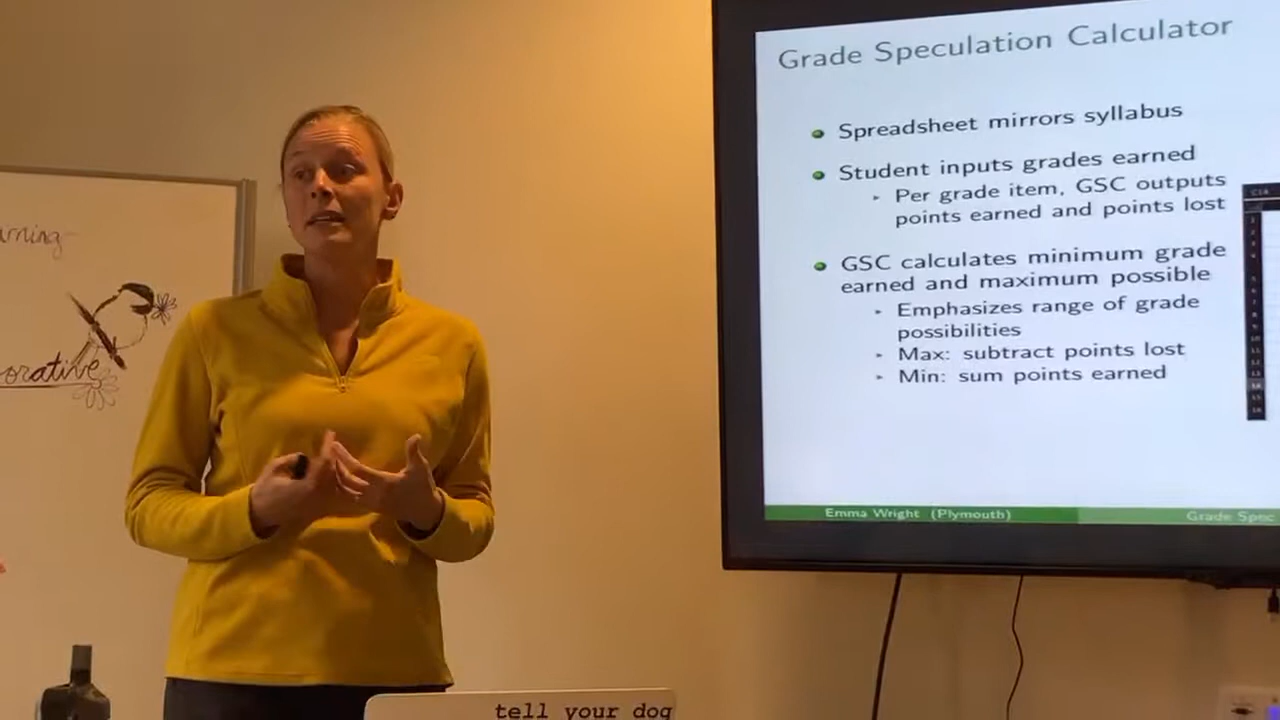 Grade Speculation Calculator
Spreadsheet mirrors syllabus
Student inputs grades earned
Per grade item, GSC outputs
points earned and points lost
GSC calculates minimum grade
earned and maximum possible
Emphasizes range of grade
possibilities
Max: subtract points lost
Min: sum points earned
Emma Wright (Plymouth)
Grade Spec
arning
orative
tell your dog